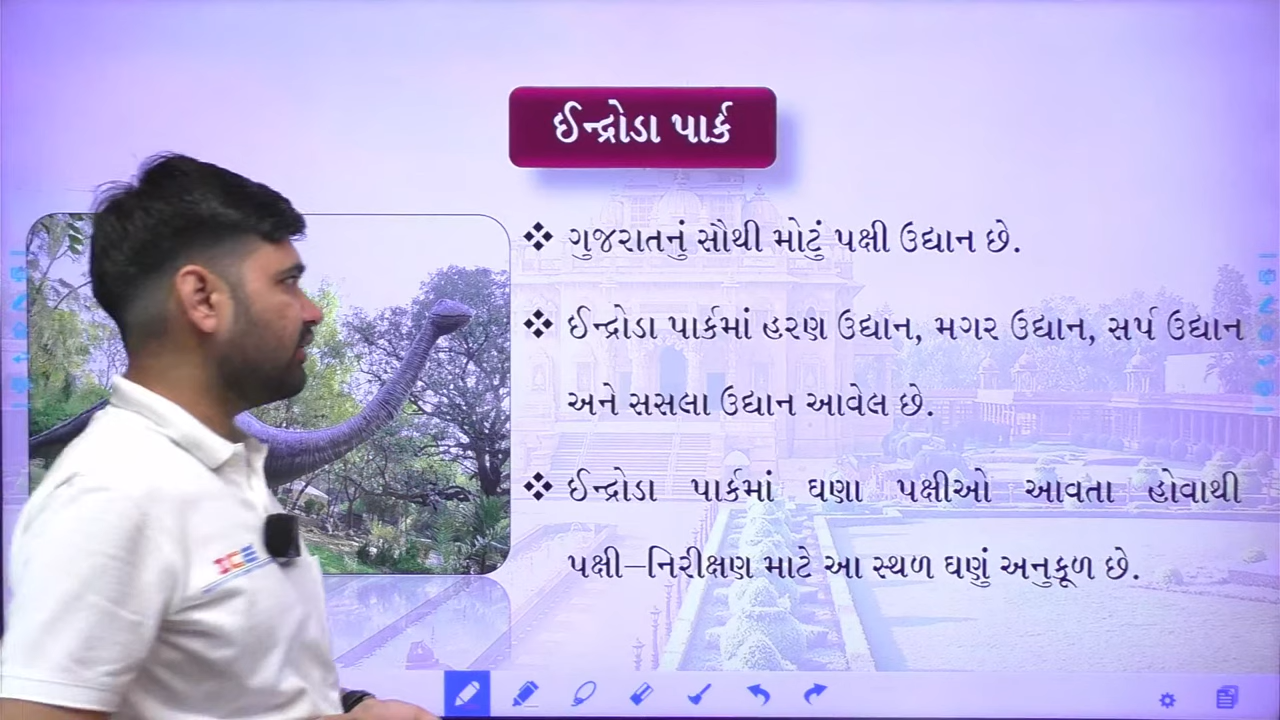 ઈન્દ્રોડા પાર્ક
❖ ગુજરાતનું સૌથી મોટું પક્ષી ઉદ્યાન છે.
❖ ઈન્દ્રોડા પાર્કમાં હરણ ઉદ્યાન, મગર ઉદ્યાન, સર્પ ઉદ્યાન
અને સસલા ઉદ્યાન આવેલ છે.
❖ ઈન્દ્રોડા પાર્કમાં ઘણા પક્ષીઓ આવતા હોવાથી
પક્ષી–નિરીક્ષણ માટે આ સ્થળ ઘણું અનુકૂળ છે.